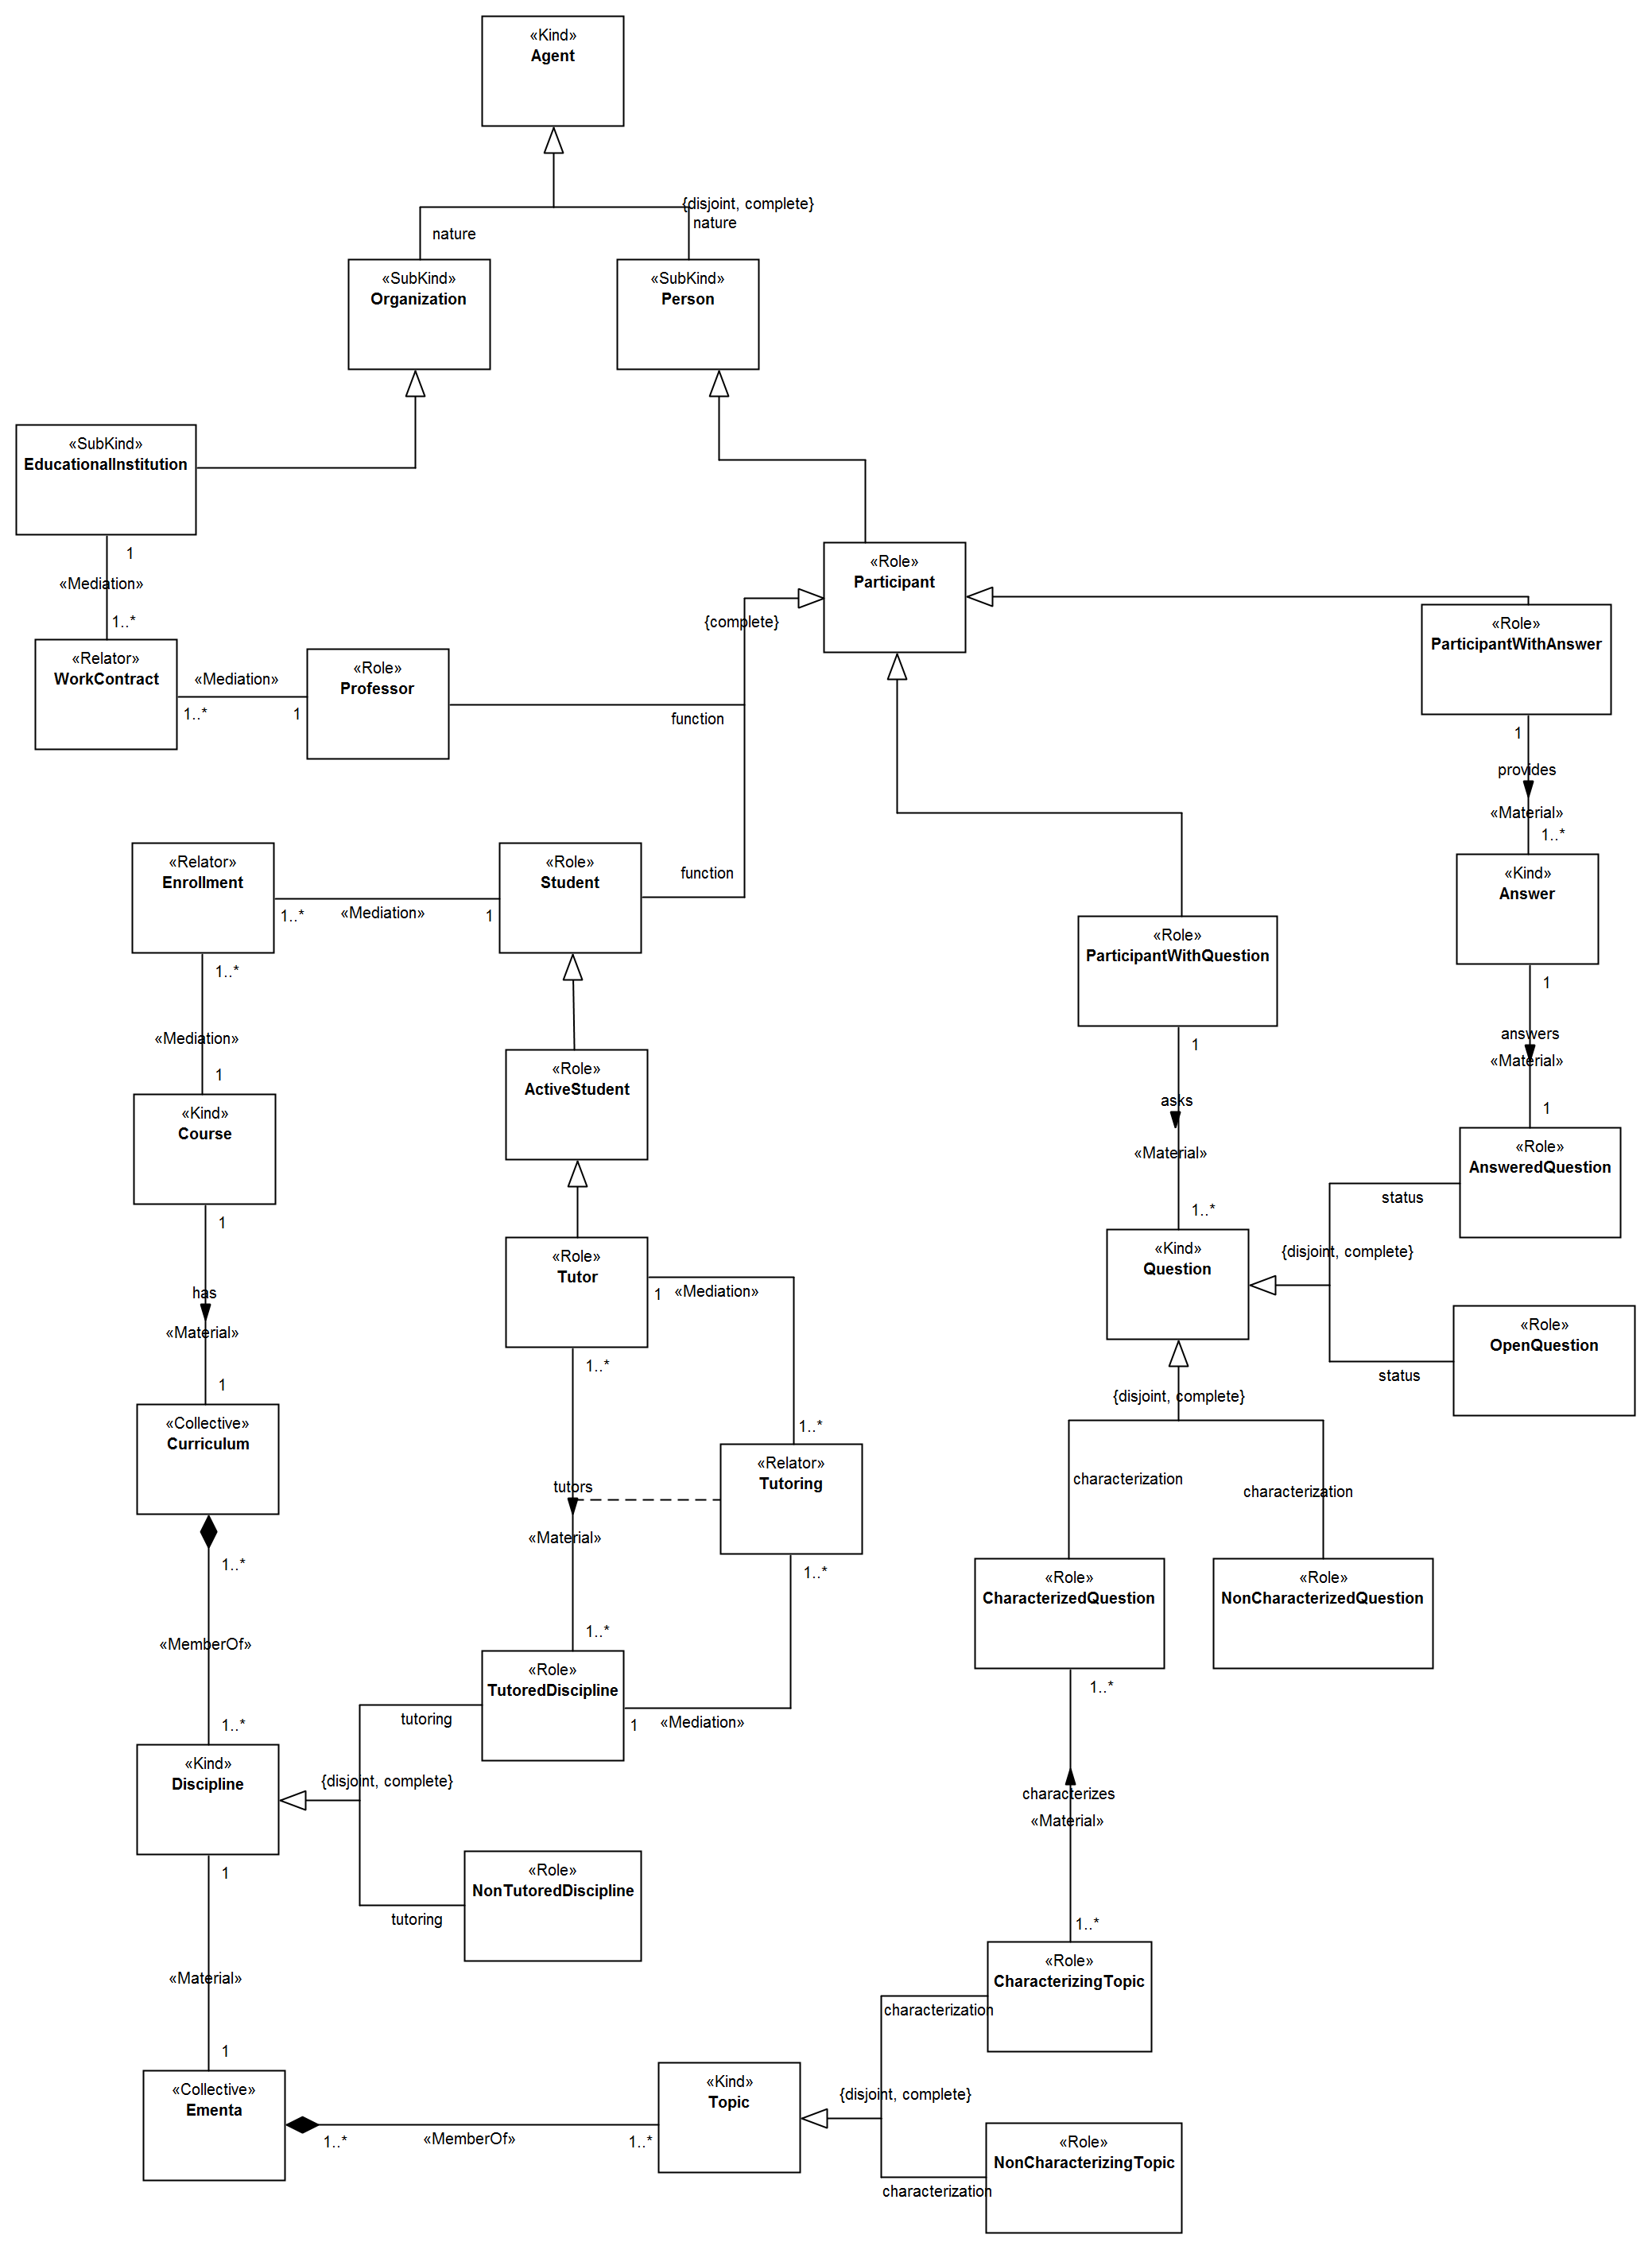 «Kind»
Agent
{disjoint, complete}
nature
nature
«SubKind»
Organization
«SubKind»
Person
«SubKind»
EducationalInstitution
1
«Mediation»
1..*
«Role»
Participant
{complete}
«Role»
ParticipantWithAnswer
«Relator»
WorkContract
«Mediation»
1..*
1
«Role»
Professor
function
1
provides
«Material»
1..*
«Relator»
Enrollment
1..*
«Mediation»
1
«Role»
Student
function
«Kind»
Answer
«Role»
ParticipantWithQuestion
1..*
«Mediation»
1
1
answers
«Material»
1
1
asks
«Material»
1..*
«Role»
ActiveStudent
«Kind»
Course
«Role»
AnsweredQuestion
status
1
has
«Material»
1
«Role»
Tutor
1
«Mediation»
«Kind»
Question
{disjoint, complete}
«Role»
OpenQuestion
status
1..*
{disjoint, complete}
«Collective»
Curriculum
1..*
«Relator»
Tutoring
tutors
«Material»
characterization
characterization
1..*
1..*
«MemberOf»
1..*
«Role»
CharacterizedQuestion
«Role»
NonCharacterizedQuestion
1..*
«Role»
TutoredDiscipline
1
«Mediation»
tutoring
1..*
«Kind»
Discipline
{disjoint, complete}
characterizes
«Material»
1..*
1
«Role»
NonTutoredDiscipline
tutoring
«Material»
1
«Role»
CharacterizingTopic
characterization
«Collective»
Ementa
1..*
«MemberOf»
1..*
«Kind»
Topic
{disjoint, complete}
«Role»
NonCharacterizingTopic
characterization